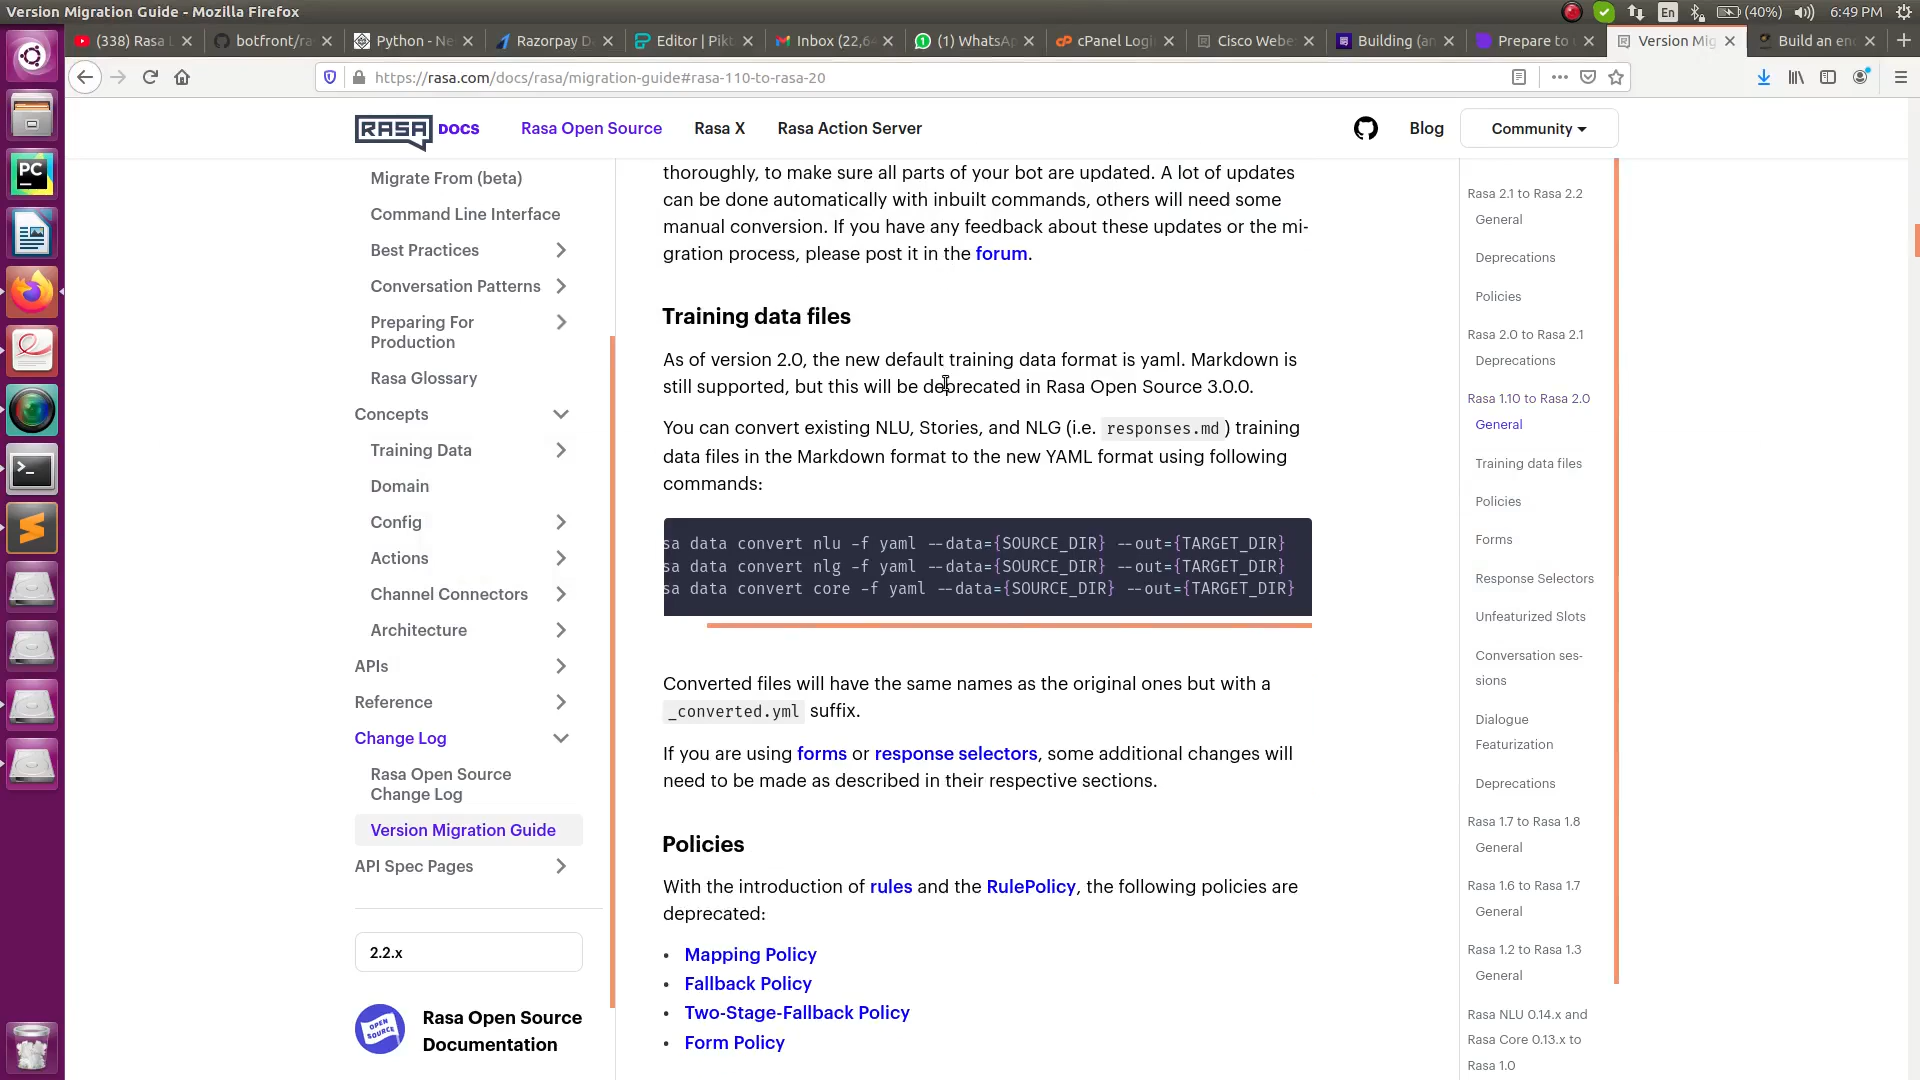 Version Migration Guide - Mozilla Firefox
En
(40%)
6:49 PM
(338) Rasa
botfront/ra
Python - Ne
Razorpay D
Editor | Pikt
Inbox (22,6
(1) WhatsAp
cPanel Logi
Cisco Webe
Building (an
Prepare to
Version Mig
Build an en
https://rasa.com/docs/rasa/migration-guide#rasa-110-to-rasa-20
RASA DOCS
Rasa Open Source
Rasa X
Rasa Action Server
Blog
Community
Migrate From (beta)
Command Line Interface
Best Practices
Conversation Patterns
Preparing For
Production
Rasa Glossary
Concepts
Training Data
Domain
Config
Actions
Channel Connectors
Architecture
APIs
Reference
Change Log
Rasa Open Source
Change Log
Version Migration Guide
API Spec Pages
2.2.x
OPEN
SOURCE
Rasa Open Source
Documentation
thoroughly, to make sure all parts of your bot are updated. A lot of updates
can be done automatically with inbuilt commands, others will need some
manual conversion. If you have any feedback about these updates or the mi-
gration process, please post it in the forum.
Training data files
As of version 2.0, the new default training data format is yaml. Markdown is
still supported, but this will be deprecated in Rasa Open Source 3.0.0.
You can convert existing NLU, Stories, and NLG (i.e. responses.md) training
data files in the Markdown format to the new YAML format using following
commands:
sa data convert nlu -f yaml --data={SOURCE_DIR} --out={TARGET_DIR}
sa data convert nlg -f yaml --data={SOURCE_DIR} --out={TARGET_DIR}
sa data convert core -f yaml --data={SOURCE_DIR} --out={TARGET_DIR}
Converted files will have the same names as the original ones but with a
_converted.yml suffix.
If you are using forms or response selectors, some additional changes will
need to be made as described in their respective sections.
Policies
With the introduction of rules and the RulePolicy, the following policies are
deprecated:
• Mapping Policy
• Fallback Policy
• Two-Stage-Fallback Policy
• Form Policy
Rasa 2.1 to Rasa 2.2
General
Deprecations
Policies
Rasa 2.0 to Rasa 2.1
Deprecations
Rasa 1.10 to Rasa 2.0
General
Training data files
Policies
Forms
Response Selectors
Unfeaturized Slots
Conversation ses-
sions
Dialogue
Featurization
Deprecations
Rasa 1.7 to Rasa 1.8
General
Rasa 1.6 to Rasa 1.7
General
Rasa 1.2 to Rasa 1.3
General
Rasa NLU 0.14.x and
Rasa Core 0.13.x to
Rasa 1.0
PC